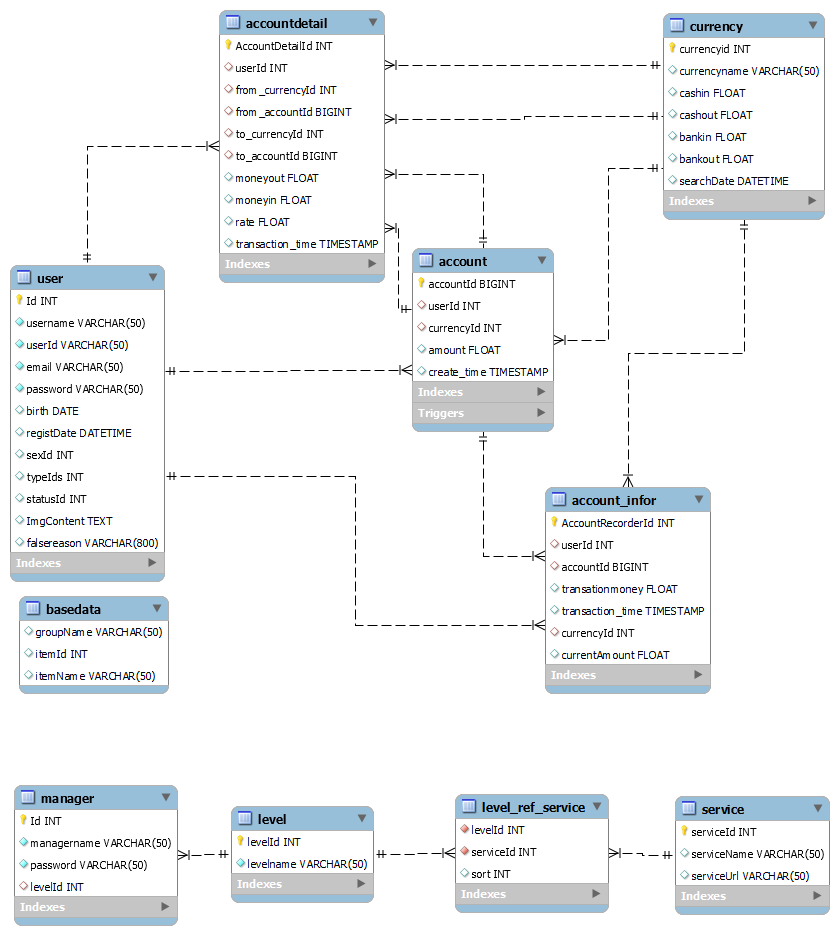 accountdetail
AccountDetailId INT
userId INT
from_currencyId INT
from_accountId BIGINT
to_currencyId INT
to_accountId BIGINT
moneyout FLOAT
moneyin FLOAT
rate FLOAT
transaction_time TIMESTAMP
Indexes
currency
currencyid INT
currencyname VARCHAR(50)
cashin FLOAT
cashout FLOAT
bankin FLOAT
bankout FLOAT
searchDate DATETIME
Indexes
user
Id INT
username VARCHAR(50)
userId VARCHAR(50)
email VARCHAR(50)
password VARCHAR(50)
birth DATE
registDate DATETIME
sexId INT
typeIds INT
statusId INT
ImgContent TEXT
falsereason VARCHAR(800)
Indexes
account
accountId BIGINT
userId INT
currencyId INT
amount FLOAT
create_time TIMESTAMP
Indexes
Triggers
account_infor
AccountRecorderId INT
userId INT
accountId BIGINT
transationmoney FLOAT
transaction_time TIMESTAMP
currencyId INT
currentAmount FLOAT
Indexes
basedata
groupName VARCHAR(50)
itemId INT
itemName VARCHAR(50)
manager
Id INT
managername VARCHAR(50)
password VARCHAR(50)
levelId INT
Indexes
level
levelId INT
levelname VARCHAR(50)
Indexes
level_ref_service
levelId INT
serviceId INT
sort INT
Indexes
service
serviceId INT
serviceName VARCHAR(50)
serviceUrl VARCHAR(50)
Indexes